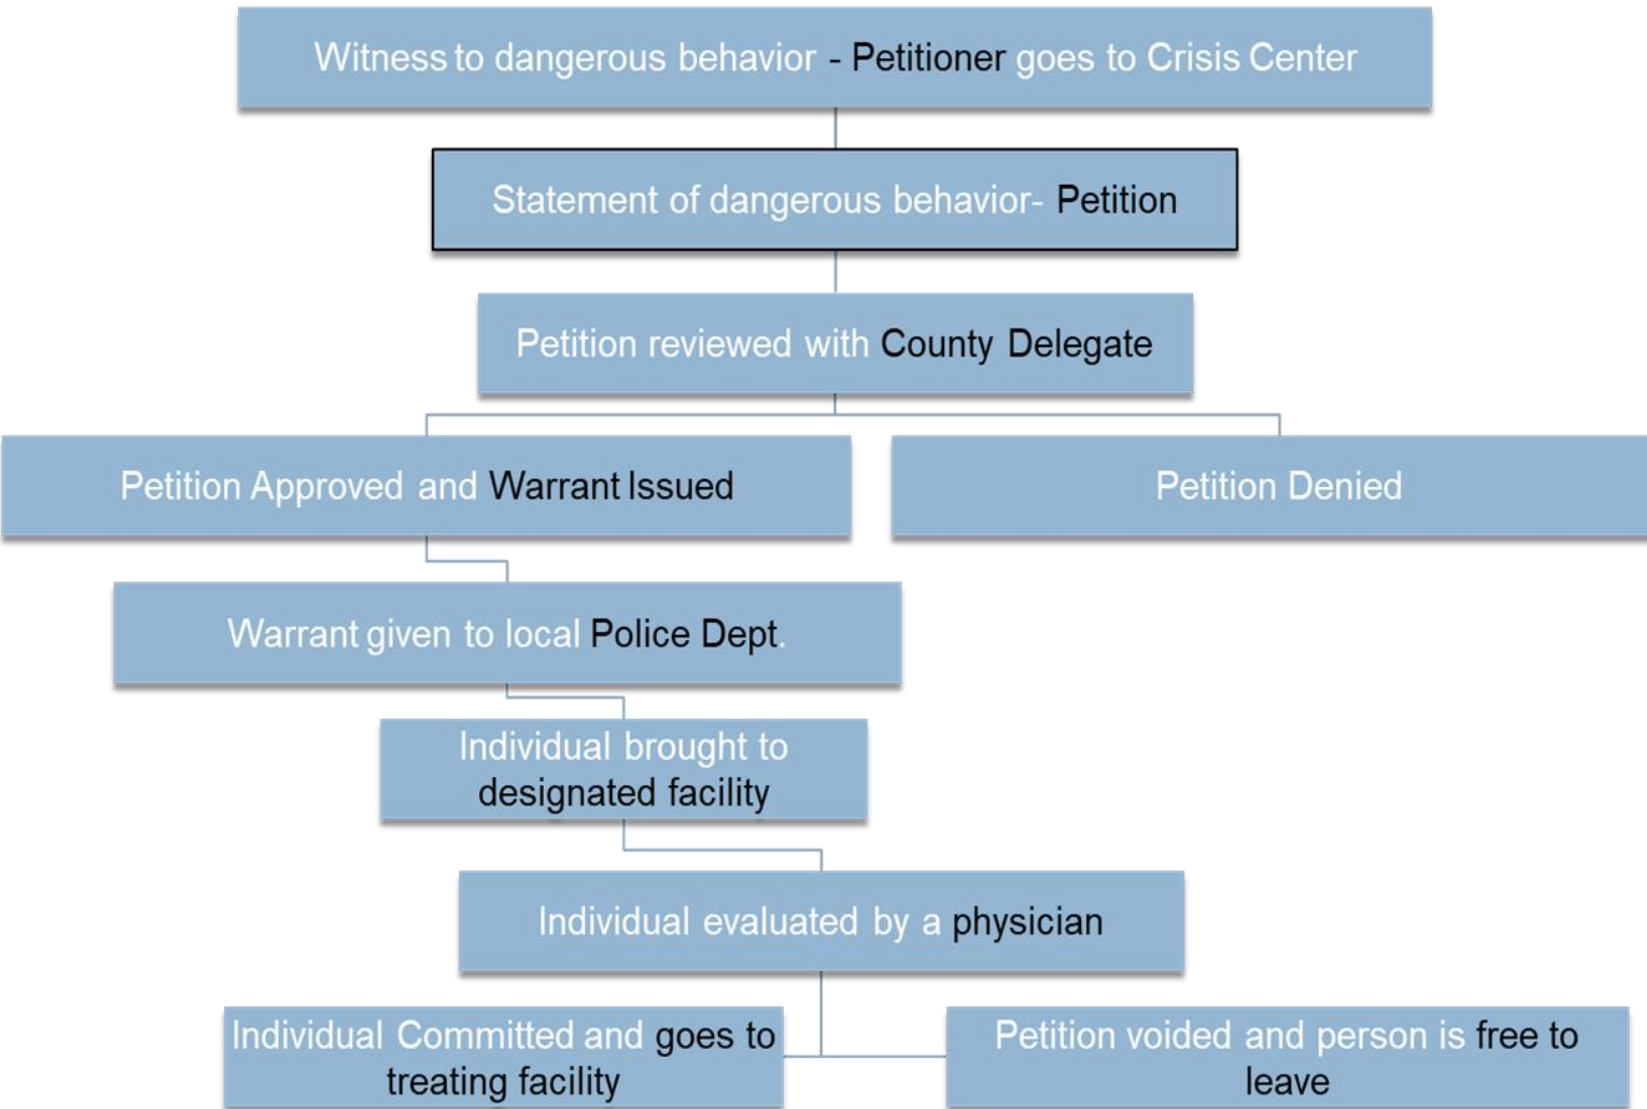 Witness to dangerous behavior - Petitioner goes to Crisis Center
Statement of dangerous behavior- Petition
Petition reviewed with County Delegate
Petition Approved and Warrant Issued
Petition Denied
Warrant given to local Police Dept.
Individual brought to
designated facility
Individual evaluated by a physician
Individual Committed and goes to
treating facility
Petition voided and person is free to
leave